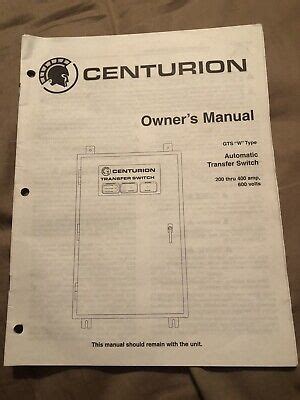 CENTURION
Owner's Manual
GTS "W" Type
Automatic
Transfer Switch
200 thru 400 amp,
600 volts
CENTURION
TRANSFER SWITCH
This manual should remain with the unit.